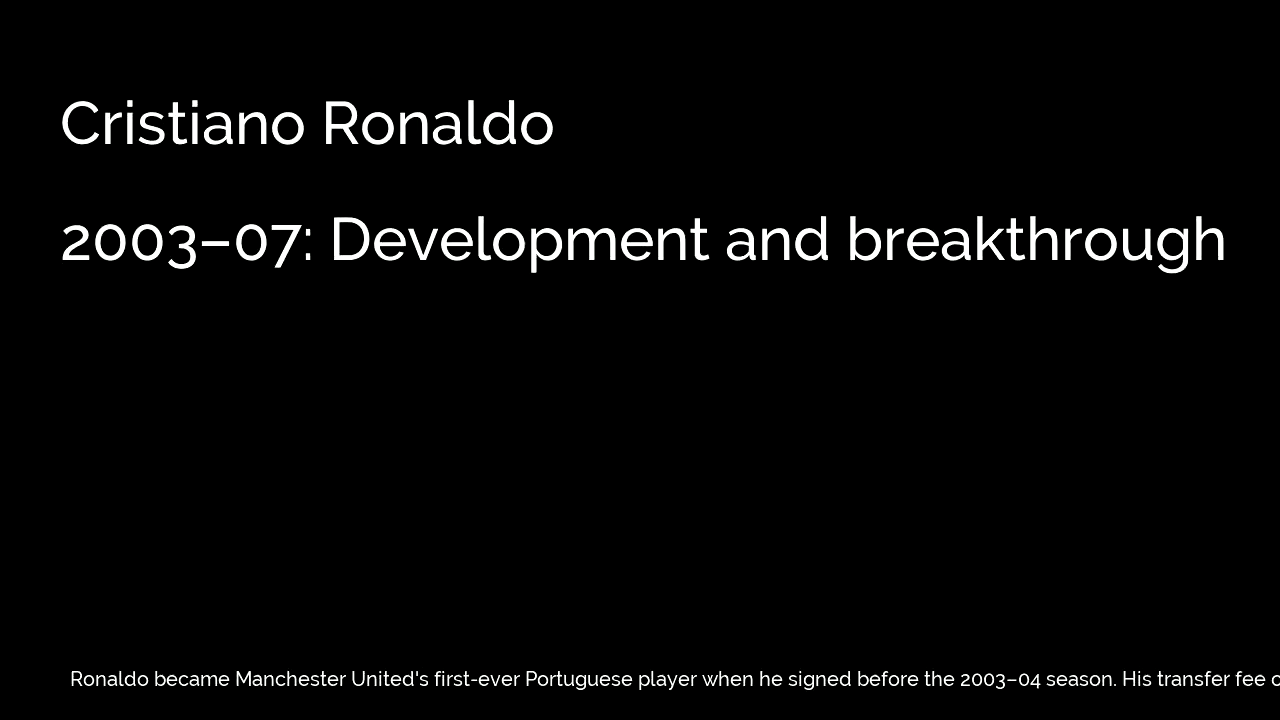 Cristiano Ronaldo
2003–07: Development and breakthrough
Ronaldo became Manchester United's first-ever Portuguese player when he signed before the 2003–04 season. His transfer fee